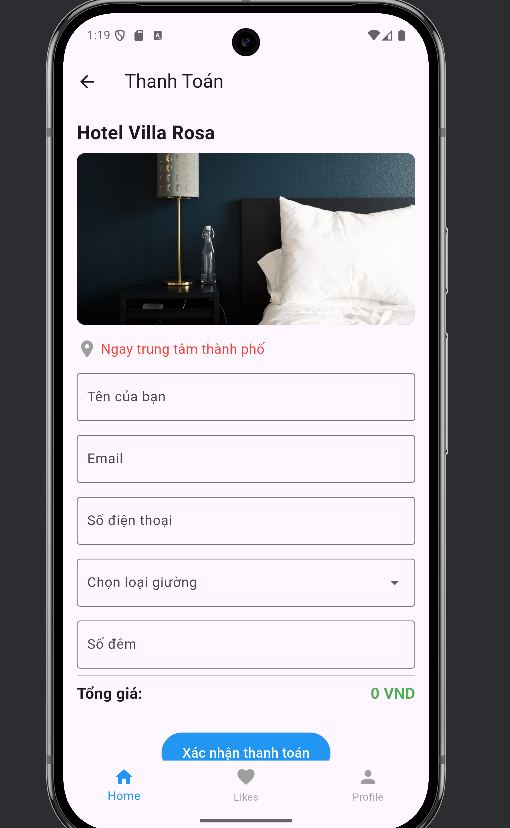 1:19
Thanh Toán
Hotel Villa Rosa
Ngay trung tâm thành phố
Tên của bạn
Email
Số điện thoại
Chọn loại giường
Số đêm
Tổng giá: 0 VND
Xác nhận thanh toán
Home Likes Profile